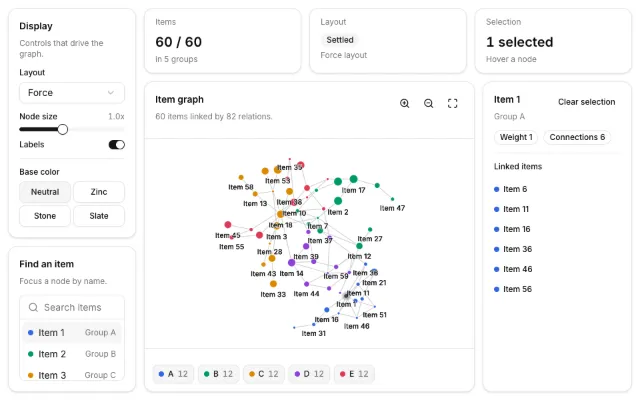 Display
Controls that drive the
graph.
Layout
Force
Node size 1.0x
Labels
Base color
Neutral Zinc
Stone Slate
Find an item
Focus a node by name.
Search items
Item 1 Group A
Item 2 Group B
Item 3 Group C
Items
60 / 60
in 5 groups
Layout
Settled
Force layout
Selection
1 selected
Hover a node
Item graph
60 items linked by 82 relations.
Item 35
Item 53
Item 58
Item 17
Item 13
Item 38
Item 47
Item 10
Item 2
Item 18
Item 7
Item 45
Item 3
Item 37
Item 27
Item 55
Item 28
Item 39
Item 12
Item 43
Item 14
Item 59
Item 36
Item 21
Item 33
Item 44
Item 11
Item 1
Item 51
Item 16
Item 46
Item 31
A 12
B 12
C 12
D 12
E 12
Item 1 Clear selection
Group A
Weight 1 Connections 6
Linked items
Item 6
Item 11
Item 16
Item 36
Item 46
Item 56